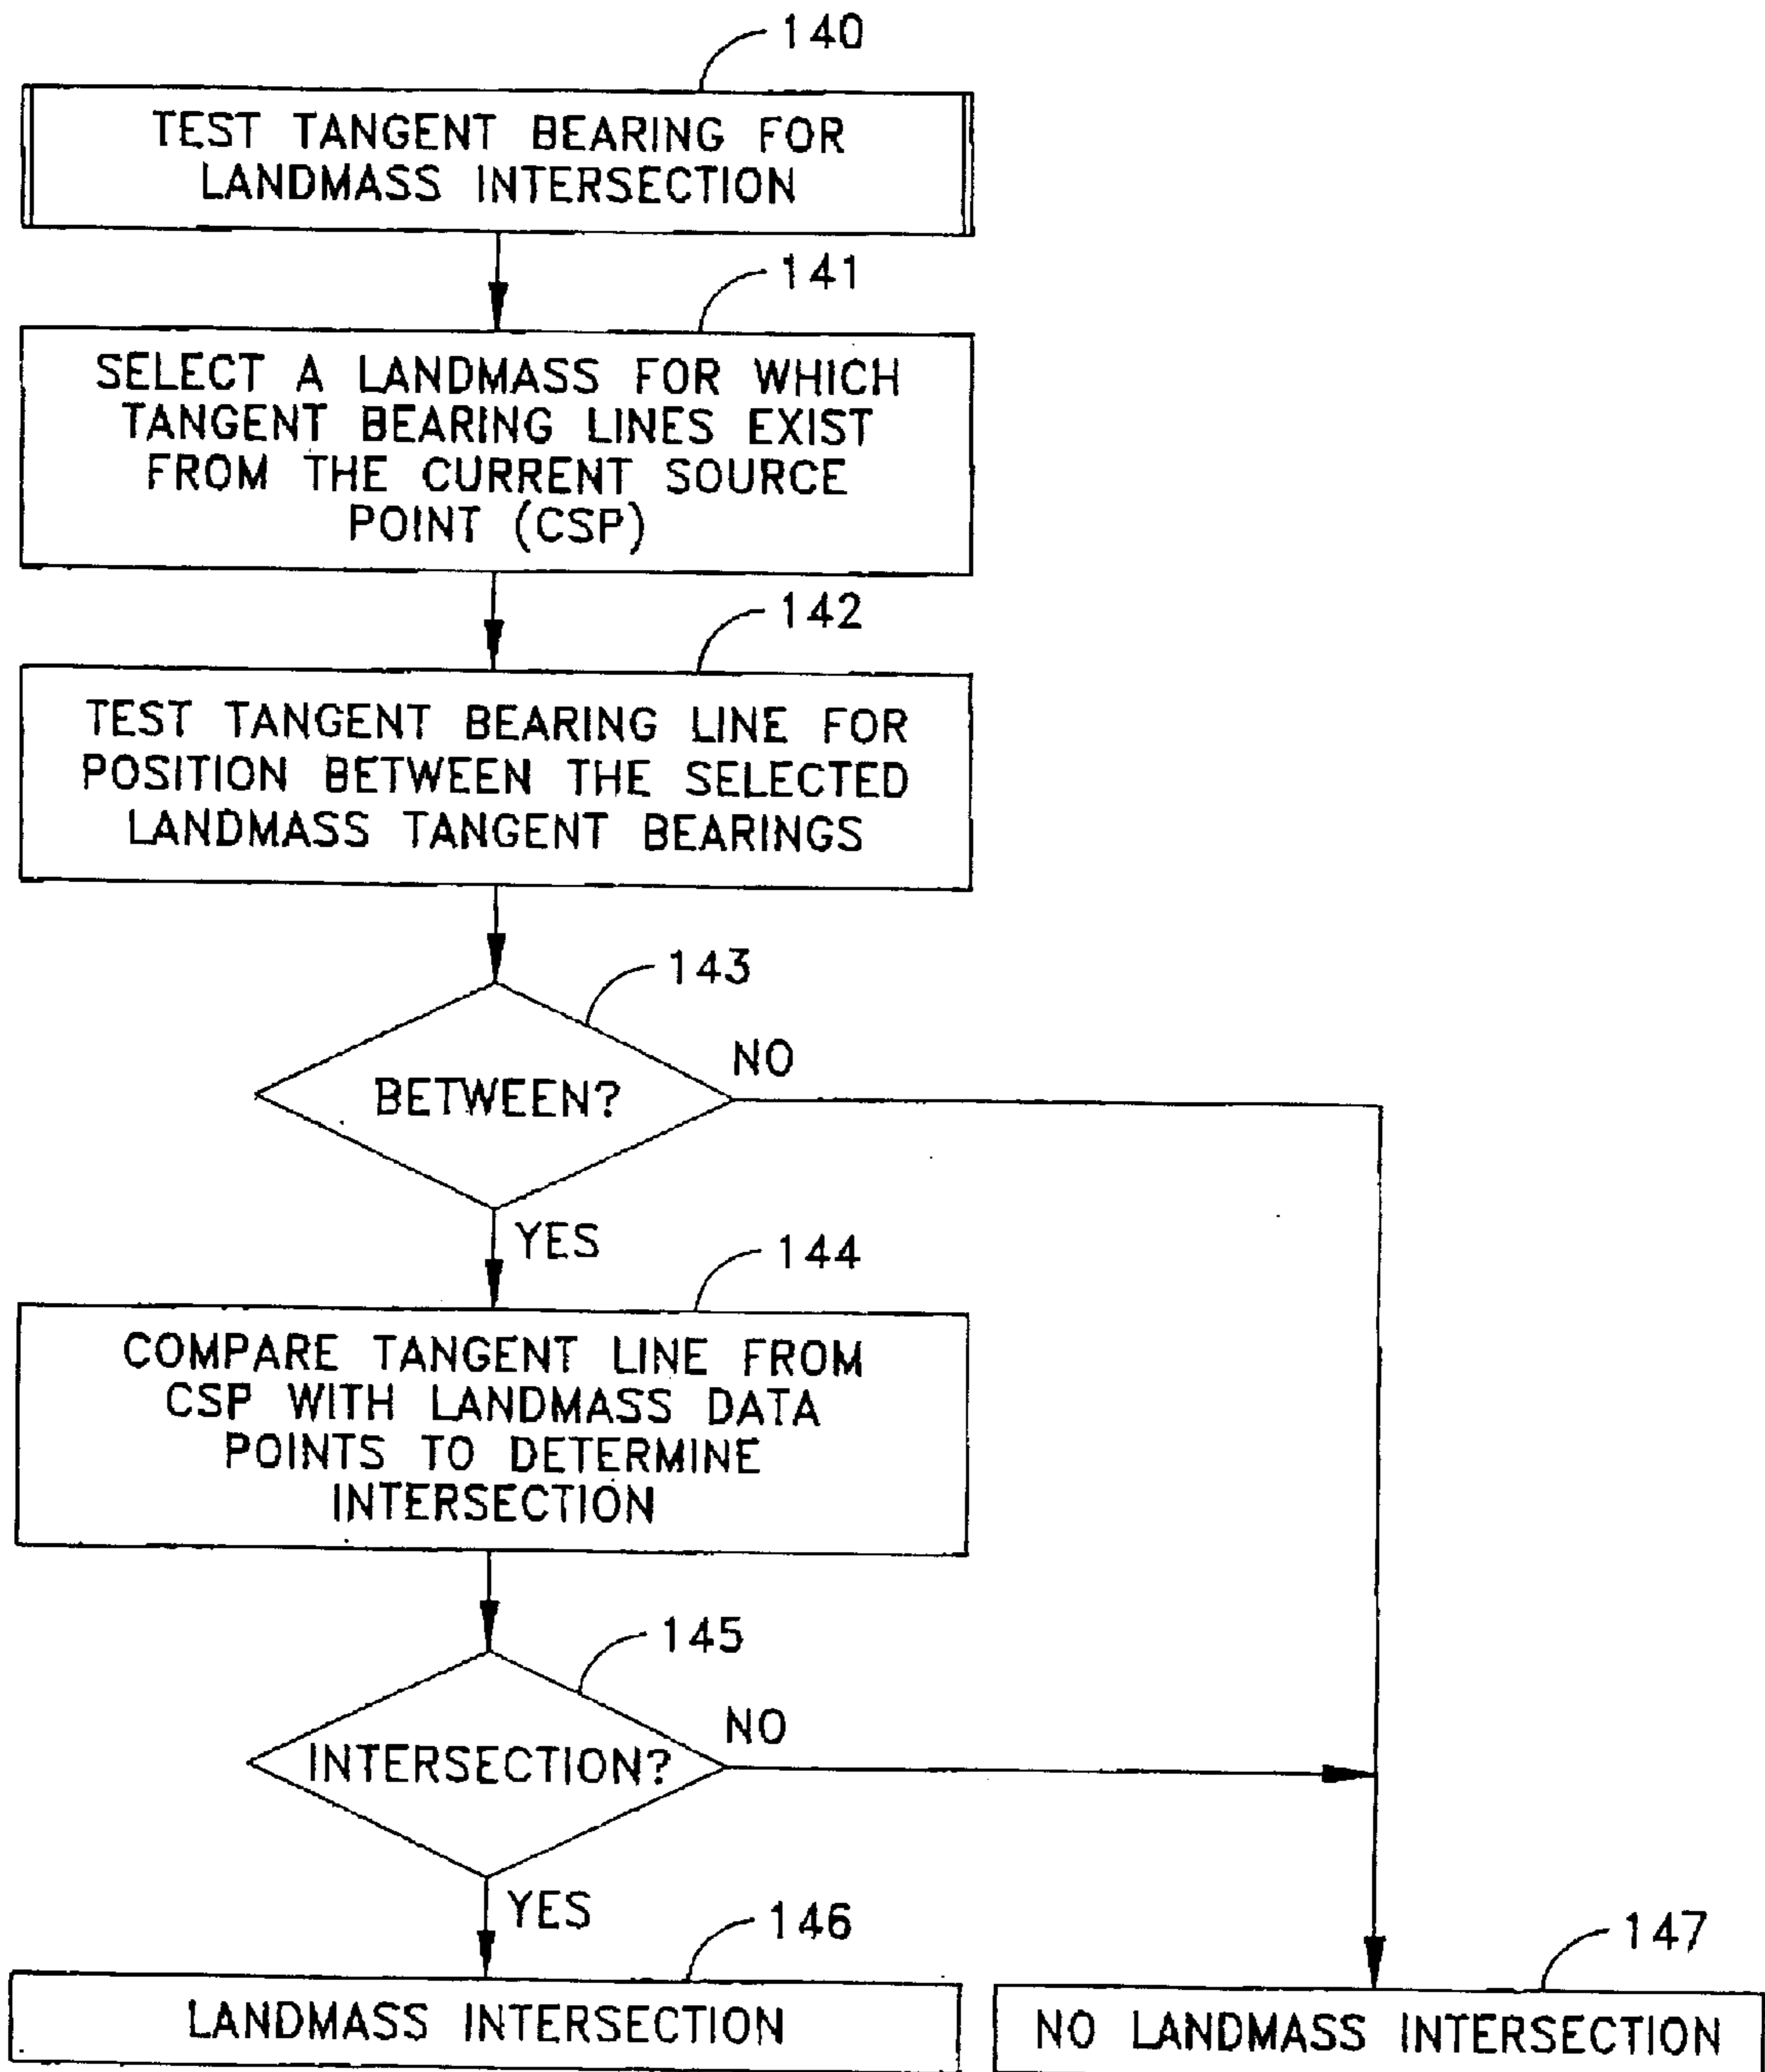 140
TEST TANGENT BEARING FOR
LANDMASS INTERSECTION
141
SELECT A LANDMASS FOR WHICH
TANGENT BEARING LINES EXIST
FROM THE CURRENT SOURCE
POINT (CSP)
142
TEST TANGENT BEARING LINE FOR
POSITION BETWEEN THE SELECTED
LANDMASS TANGENT BEARINGS
143
BETWEEN?
NO
YES
144
COMPARE TANGENT LINE FROM
CSP WITH LANDMASS DATA
POINTS TO DETERMINE
INTERSECTION
145
INTERSECTION?
NO
YES
146
LANDMASS INTERSECTION
147
NO LANDMASS INTERSECTION